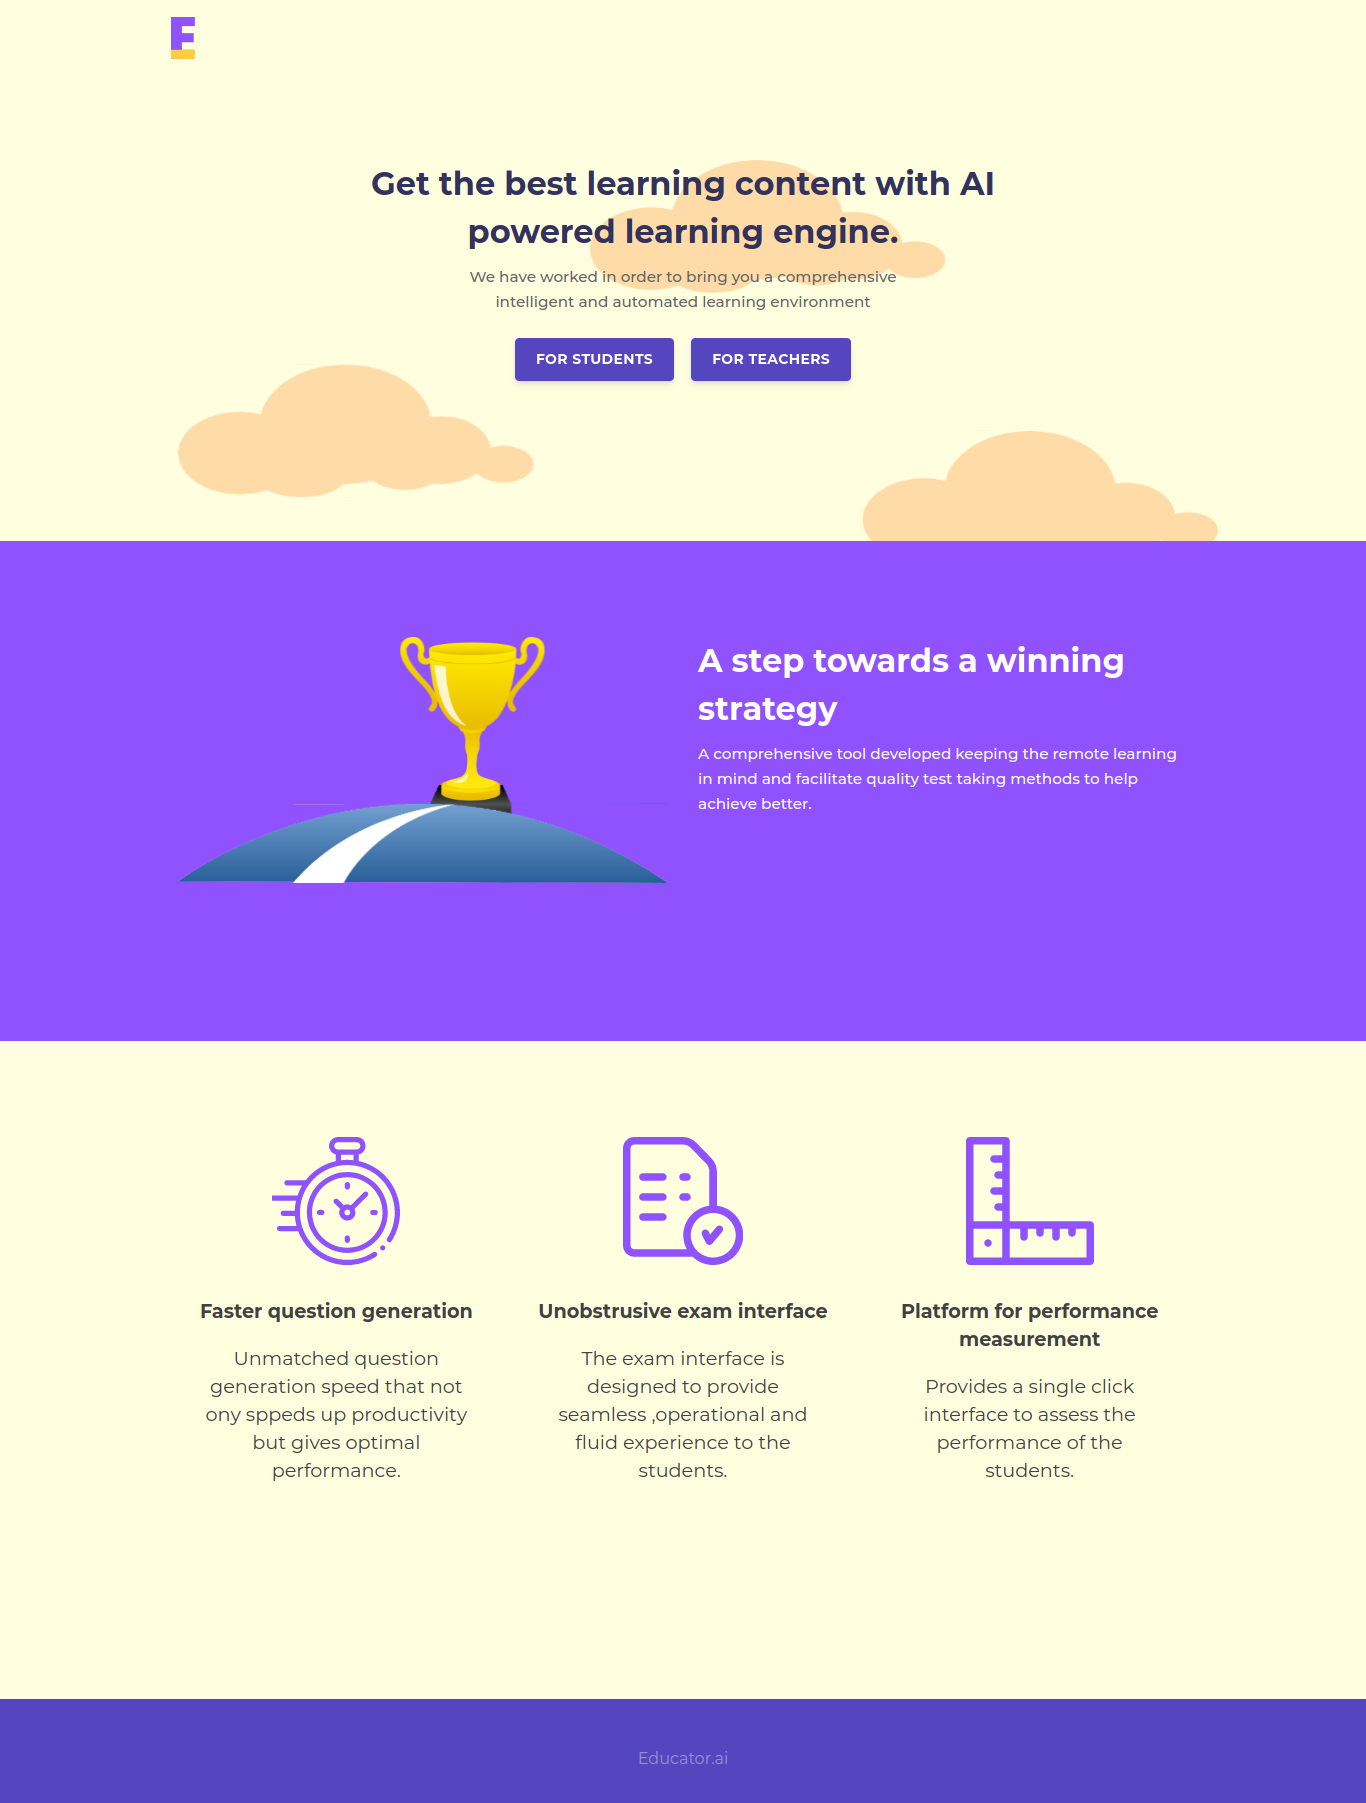 E
Get the best learning content with AI
powered learning engine.
We have worked in order to bring you a comprehensive
intelligent and automated learning environment
FOR STUDENTS
FOR TEACHERS
A step towards a winning
strategy
A comprehensive tool developed keeping the remote learning
in mind and facilitate quality test taking methods to help
achieve better.
Faster question generation
Unmatched question
generation speed that not
ony sppeds up productivity
but gives optimal
performance.
Unobstrusive exam interface
The exam interface is
designed to provide
seamless ,operational and
fluid experience to the
students.
Platform for performance
measurement
Provides a single click
interface to assess the
performance of the
students.
Educator.ai